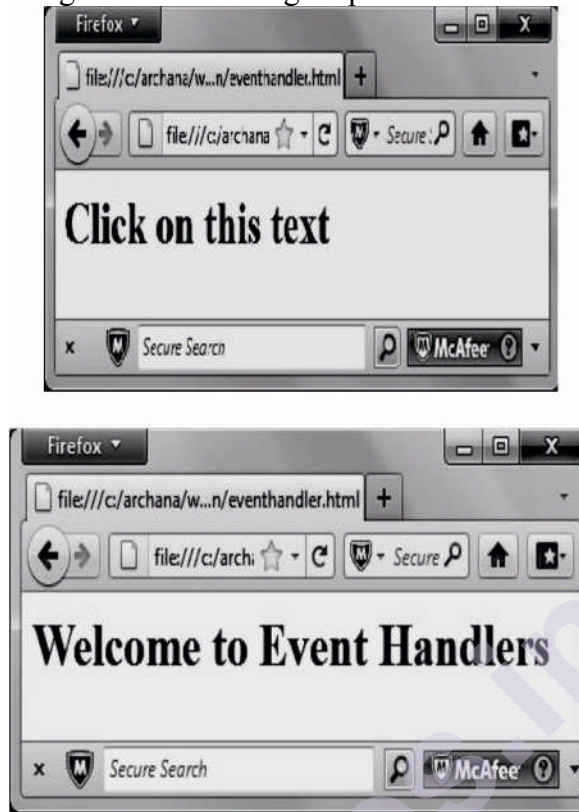 Firefox
file:///c:/archana/w...n/eventhandler.html
file:///c:/archana
Secure
Click on this text
Secure Search
McAfee
Firefox
file:///c:/archana/w...n/eventhandler.html
file:///c:/arch
Secure
Welcome to Event Handlers
Secure Search
McAfee